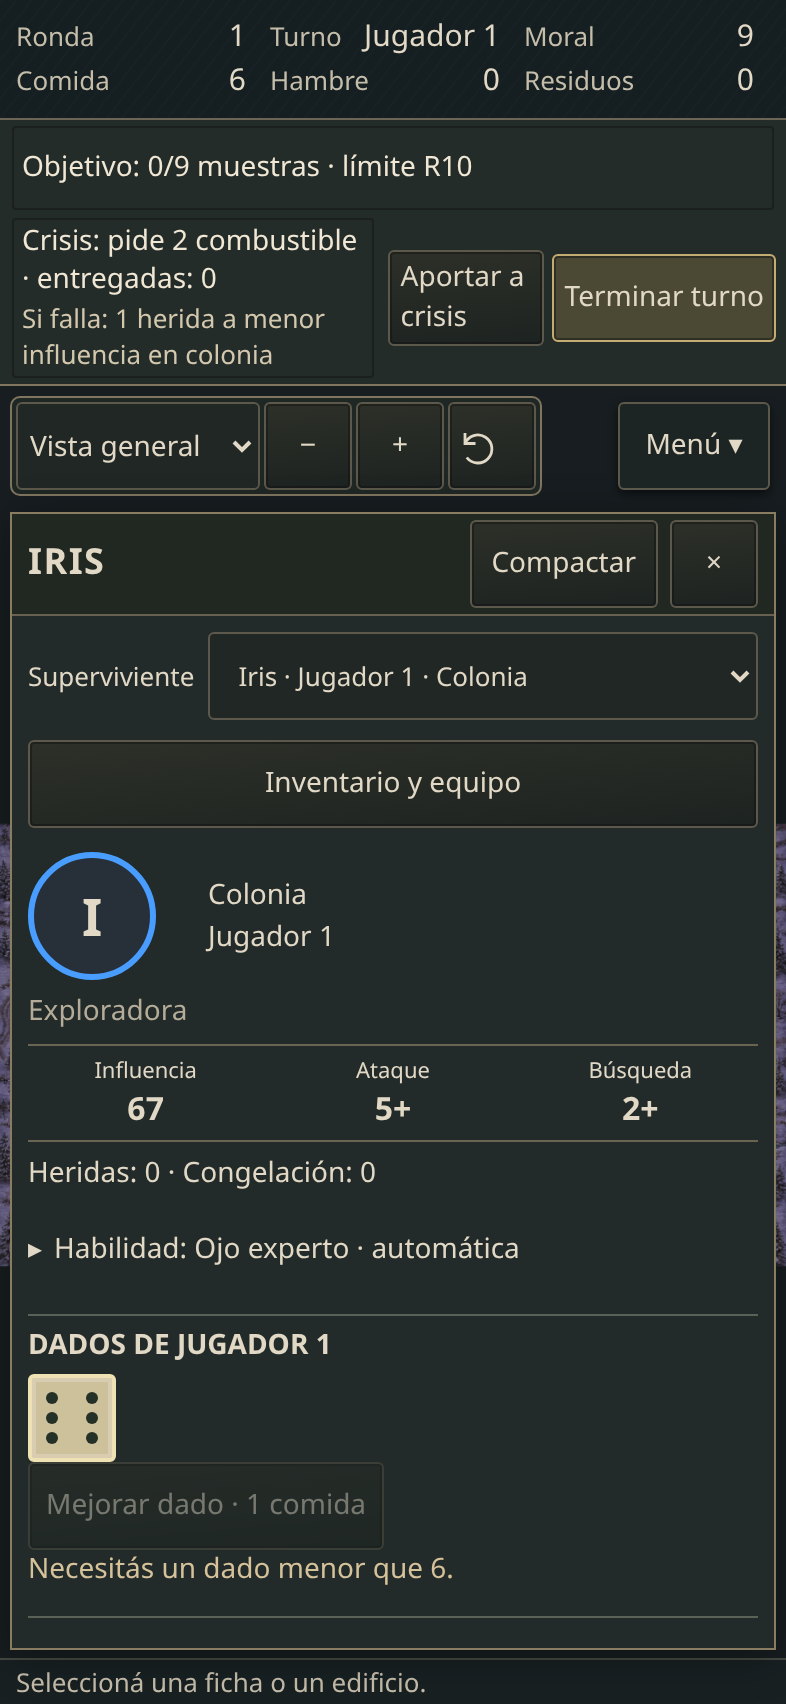 Ronda 1 Turno Jugador 1 Moral 9
Comida 6 Hambre 0 Residuos 0
Objetivo: 0/9 muestras · límite R10
Crisis: pide 2 combustible
· entregadas: 0
Si falla: 1 herida a menor
influencia en colonia
Aportar a
crisis
Terminar turno
Vista general
−
+
Menú ▾
IRIS
Compactar
×
Superviviente
Iris · Jugador 1 · Colonia
Inventario y equipo
I
Colonia
Jugador 1
Exploradora
Influencia Ataque Búsqueda
67 5+ 2+
Heridas: 0 · Congelación: 0
▸ Habilidad: Ojo experto · automática
DADOS DE JUGADOR 1
Mejorar dado · 1 comida
Necesitás un dado menor que 6.
Seleccioná una ficha o un edificio.